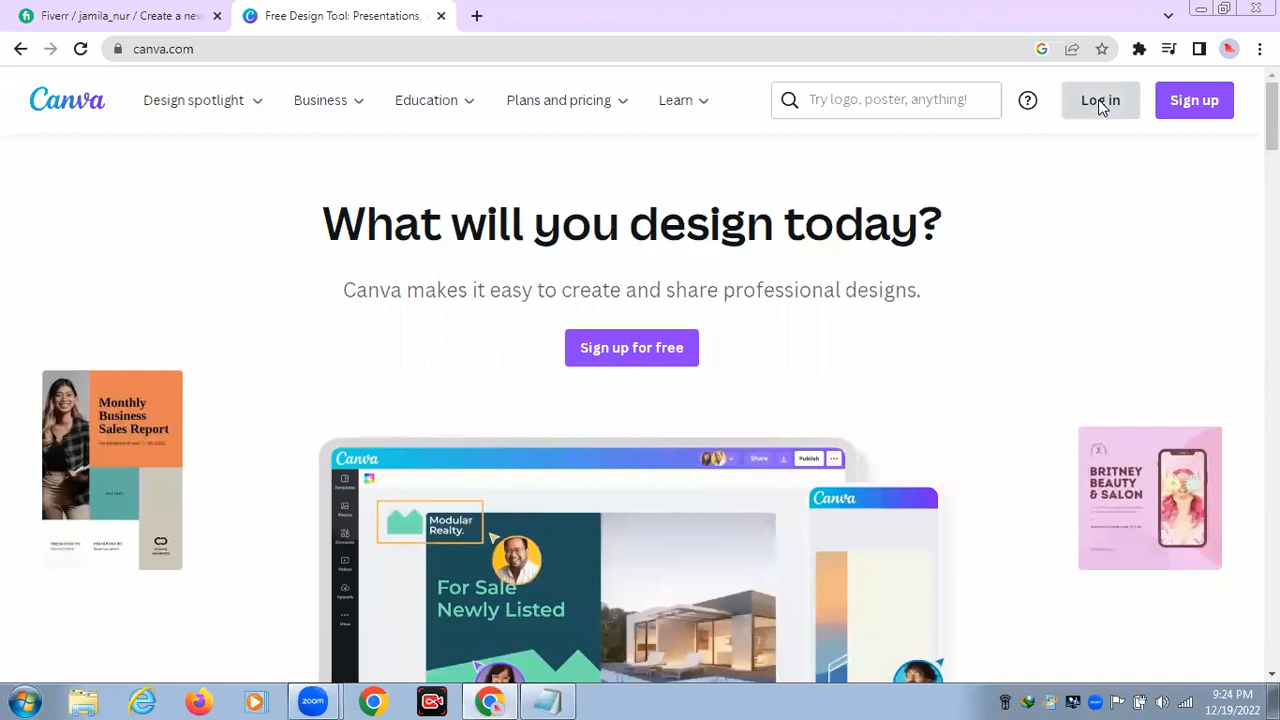 Fiverr / jamila_nur / Create a new
Free Design Tool: Presentations,
canva.com
Canva
Design spotlight
Business
Education
Plans and pricing
Learn
Try logo, poster, anything!
Log in
Sign up
What will you design today?
Canva makes it easy to create and share professional designs.
Sign up for free
Monthly
Business
Sales Report
Canva
Share
Publish
Templates
Modular
Realty.
For Sale
Newly Listed
Canva
BRITNEY
BEAUTY
& SALON
zoom
9:24 PM
12/19/2022